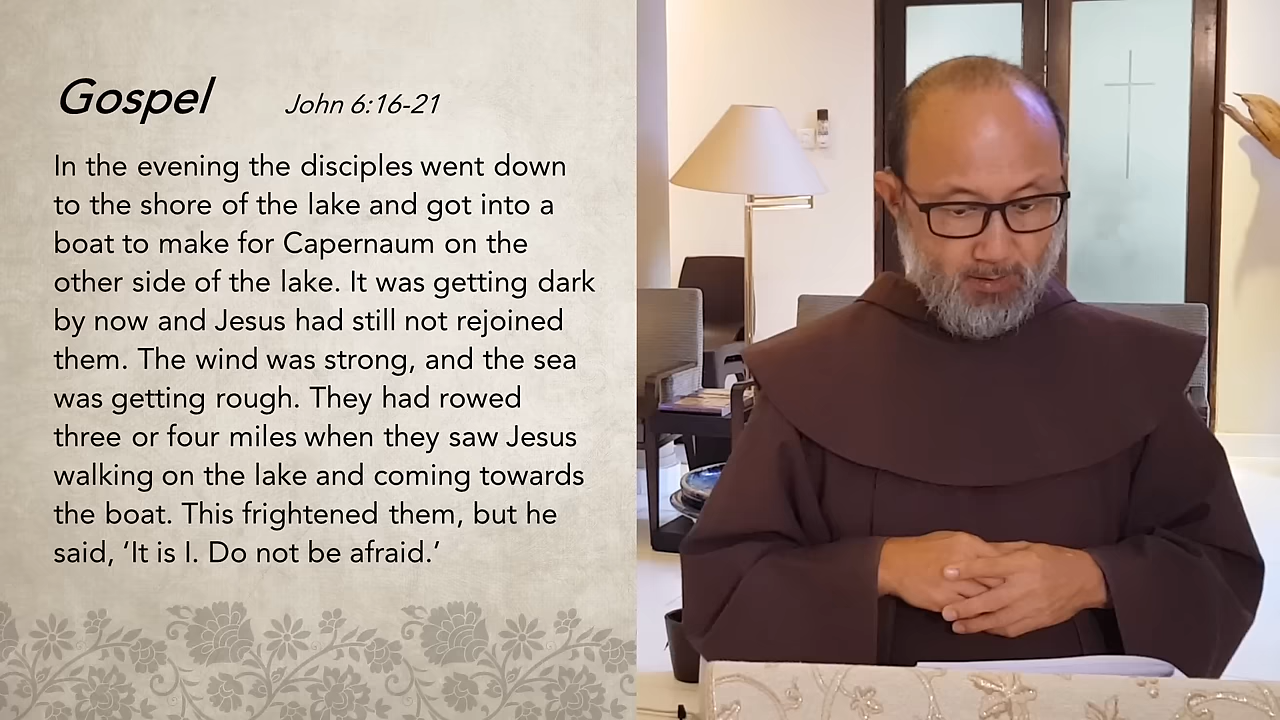 Gospel John 6:16-21
In the evening the disciples went down
to the shore of the lake and got into a
boat to make for Capernaum on the
other side of the lake. It was getting dark
by now and Jesus had still not rejoined
them. The wind was strong, and the sea
was getting rough. They had rowed
three or four miles when they saw Jesus
walking on the lake and coming towards
the boat. This frightened them, but he
said, ‘It is I. Do not be afraid.’